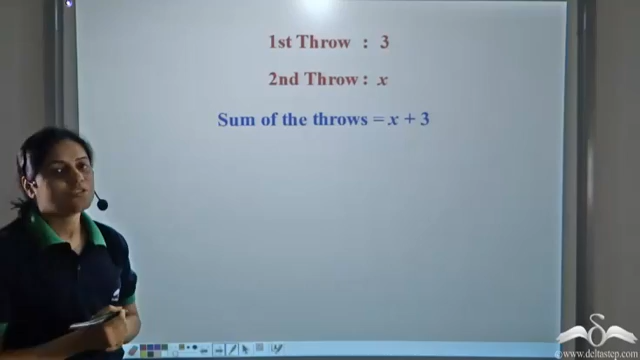 1st Throw : 3
2nd Throw : x
Sum of the throws = x + 3
©www.deltastep.com